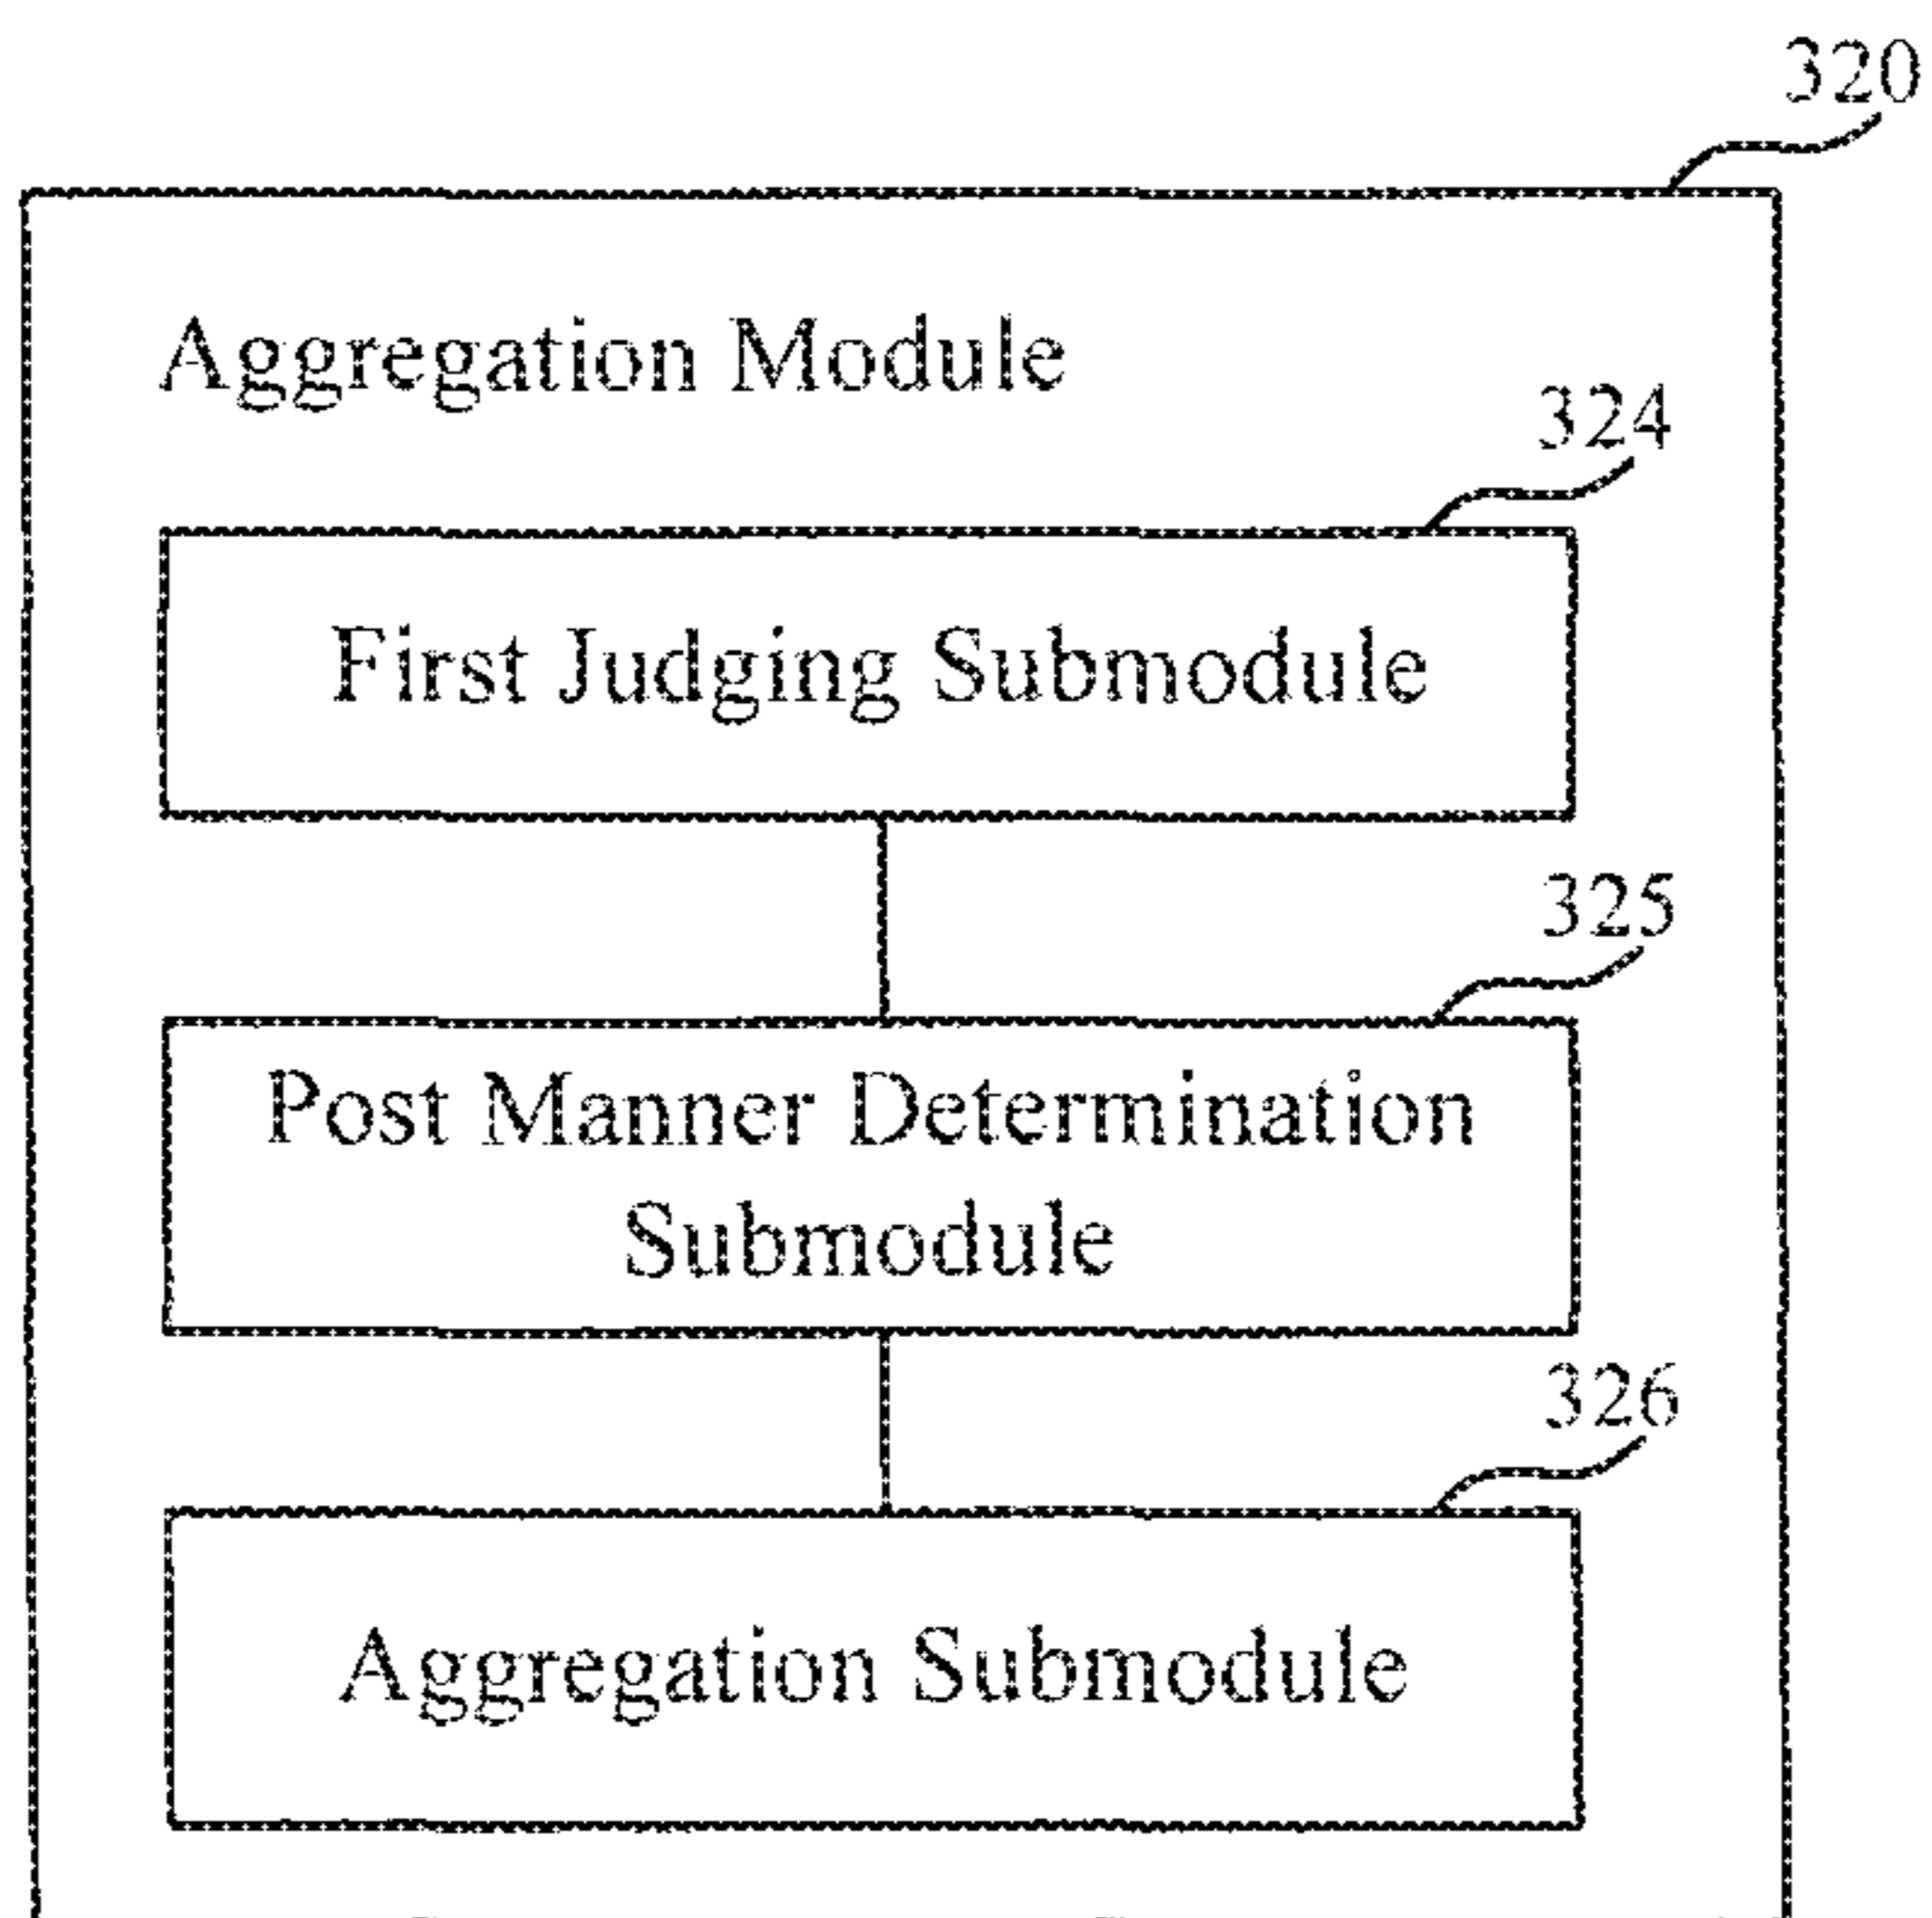 320
Aggregation Module
324
First Judging Submodule
325
Post Manner Determination
Submodule
326
Aggregation Submodule